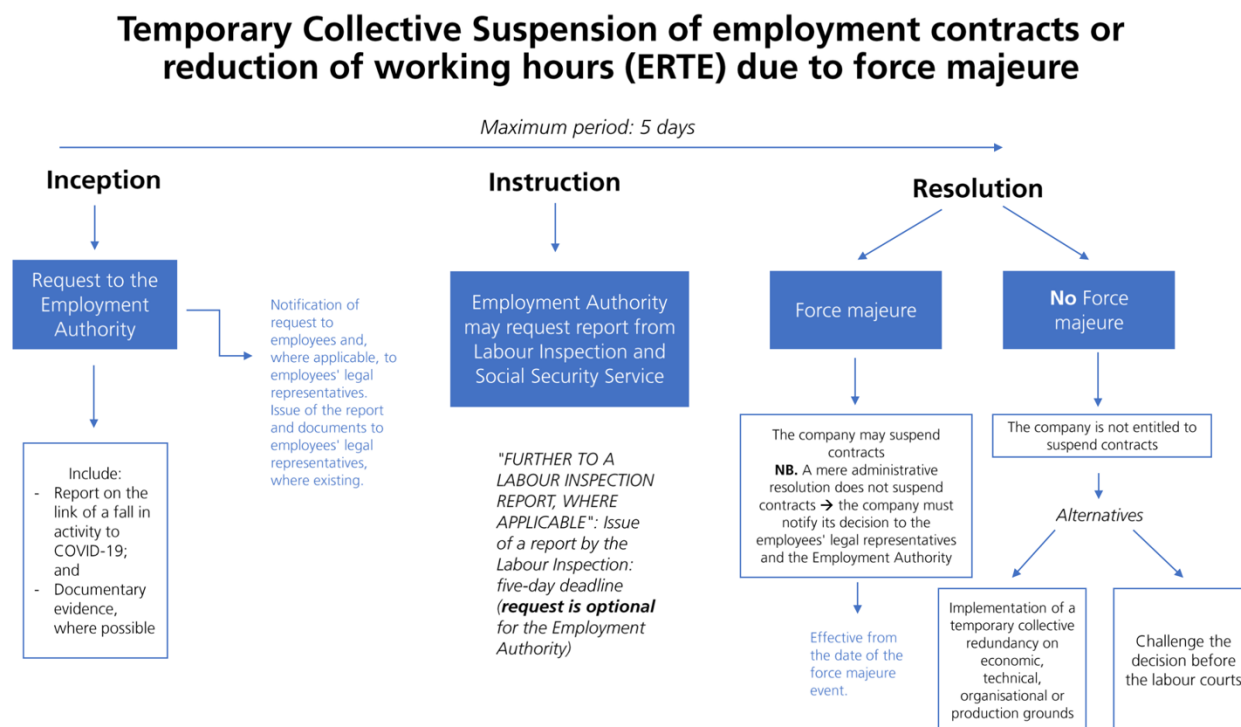 Temporary Collective Suspension of employment contracts or
reduction of working hours (ERTE) due to force majeure
Maximum period: 5 days
Inception
Request to the
Employment
Authority
Notification of
request to
employees and,
where applicable, to
employees' legal
representatives.
Issue of the report
and documents to
employees' legal
representatives,
where existing.
Include:
- Report on the
link of a fall in
activity to
COVID-19;
and
- Documentary
evidence,
where possible
Instruction
Employment Authority
may request report from
Labour Inspection and
Social Security Service
"FURTHER TO A
LABOUR INSPECTION
REPORT, WHERE
APPLICABLE": Issue
of a report by the
Labour Inspection:
five-day deadline
(request is optional
for the Employment
Authority)
Resolution
Force majeure
The company may suspend
contracts
NB. A mere administrative
resolution does not suspend
contracts → the company must
notify its decision to the
employees' legal representatives
and the Employment Authority
Effective from
the date of the
force majeure
event.
No Force
majeure
The company is not entitled to
suspend contracts
Alternatives
Implementation of a
temporary collective
redundancy on
economic,
technical,
organisational or
production grounds
Challenge the
decision before
the labour courts